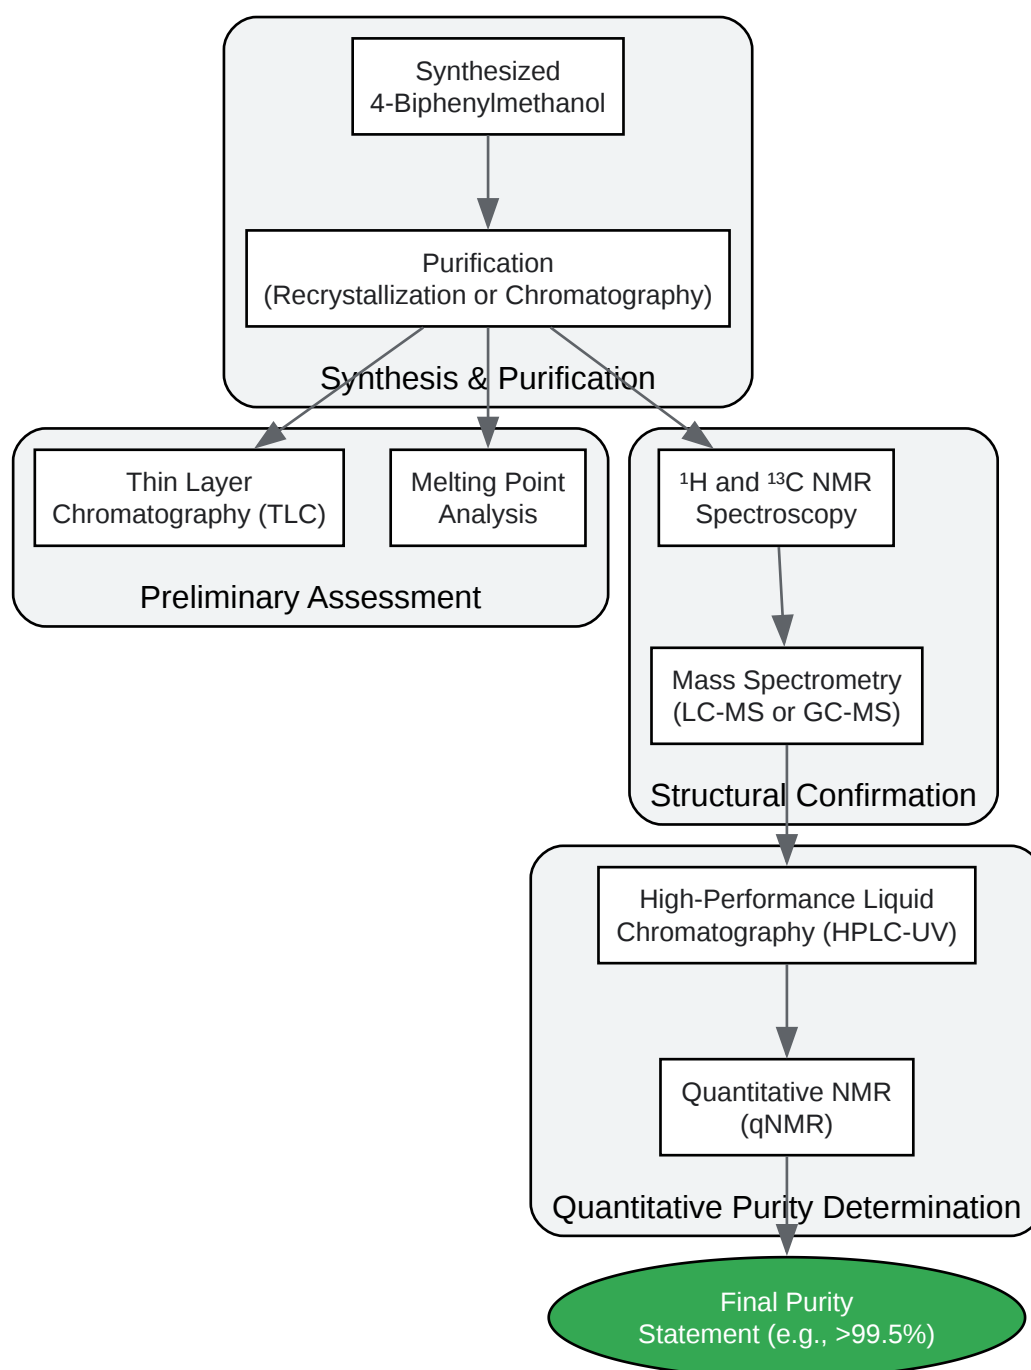 Synthesized
4-Biphenylmethanol
Purification
(Recrystallization or Chromatography)
Synthesis & Purification
Thin Layer
Chromatography (TLC)
Melting Point
Analysis
Preliminary Assessment
¹H and ¹³C NMR
Spectroscopy
Mass Spectrometry
(LC-MS or GC-MS)
Structural Confirmation
High-Performance Liquid
Chromatography (HPLC-UV)
Quantitative NMR
(qNMR)
Quantitative Purity Determination
Final Purity
Statement (e.g., >99.5%)